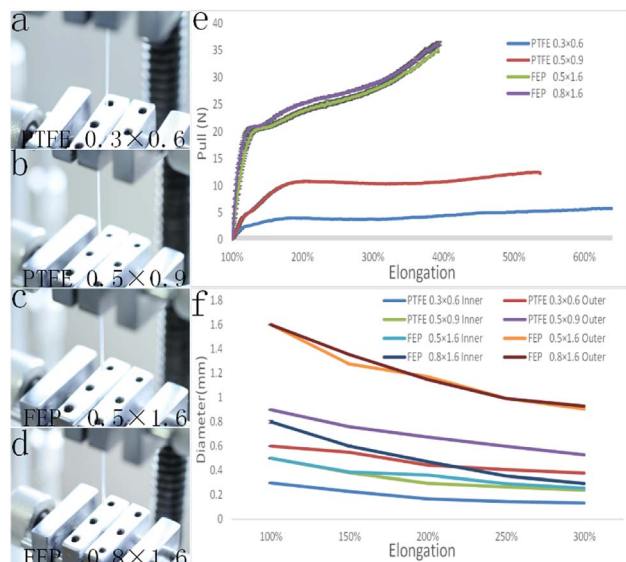 a
PTFE 0.3×0.6
b
PTFE 0.5×0.9
c
FEP 0.5×1.6
d
FEP 0.8×1.6
e
40
35
30
25
20
15
10
5
0
Pull (N)
100% 200% 300% 400% 500% 600%
Elongation
PTFE 0.3×0.6
PTFE 0.5×0.9
FEP 0.5×1.6
FEP 0.8×1.6
f
1.8
1.6
1.4
1.2
1
0.8
0.6
0.4
0.2
0
Diameter(mm)
100% 150% 200% 250% 300%
Elongation
PTFE 0.3×0.6 Inner PTFE 0.3×0.6 Outer
PTFE 0.5×0.9 Inner PTFE 0.5×0.9 Outer
FEP 0.5×1.6 Inner FEP 0.5×1.6 Outer
FEP 0.8×1.6 Inner FEP 0.8×1.6 Outer